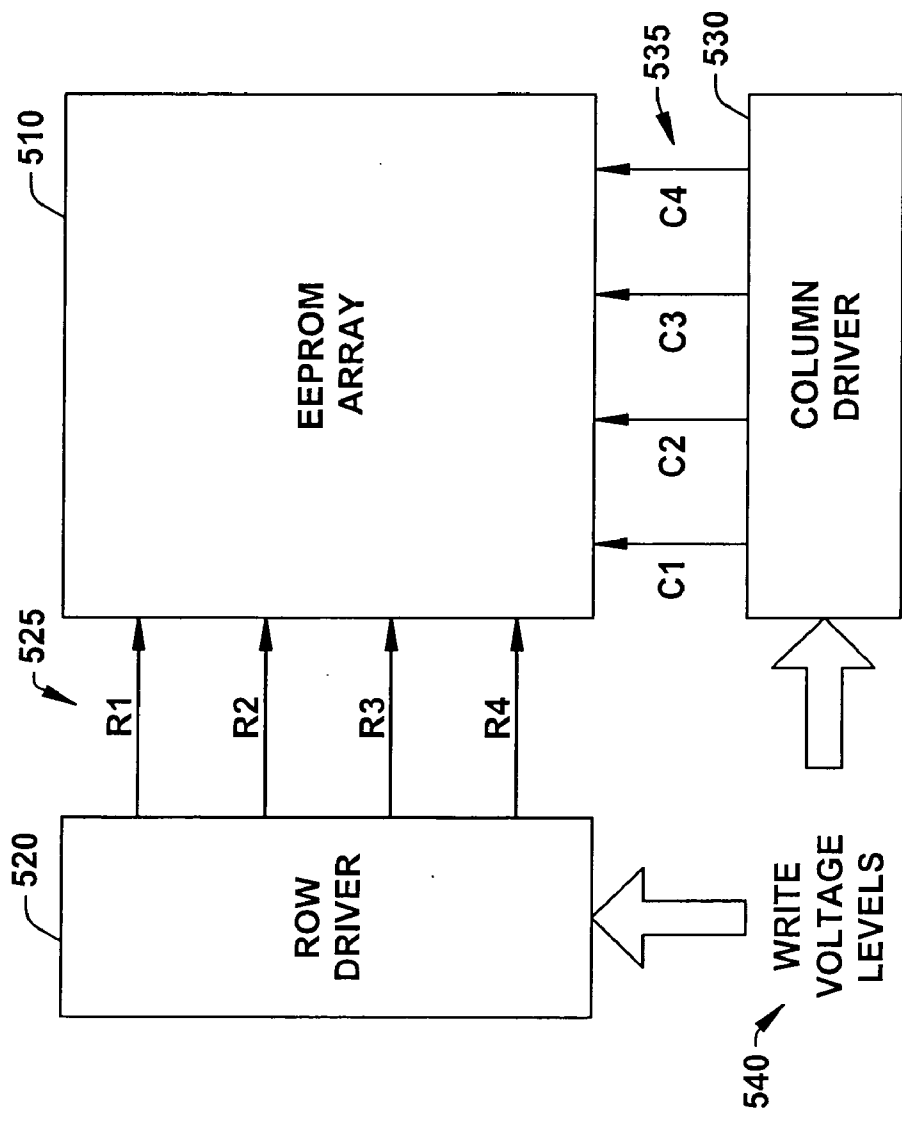 510
EEPROM
ARRAY
525
R1
R2
R3
R4
520
ROW
DRIVER
C1
C2
C3
C4
535
530
COLUMN
DRIVER
540
WRITE
VOLTAGE
LEVELS